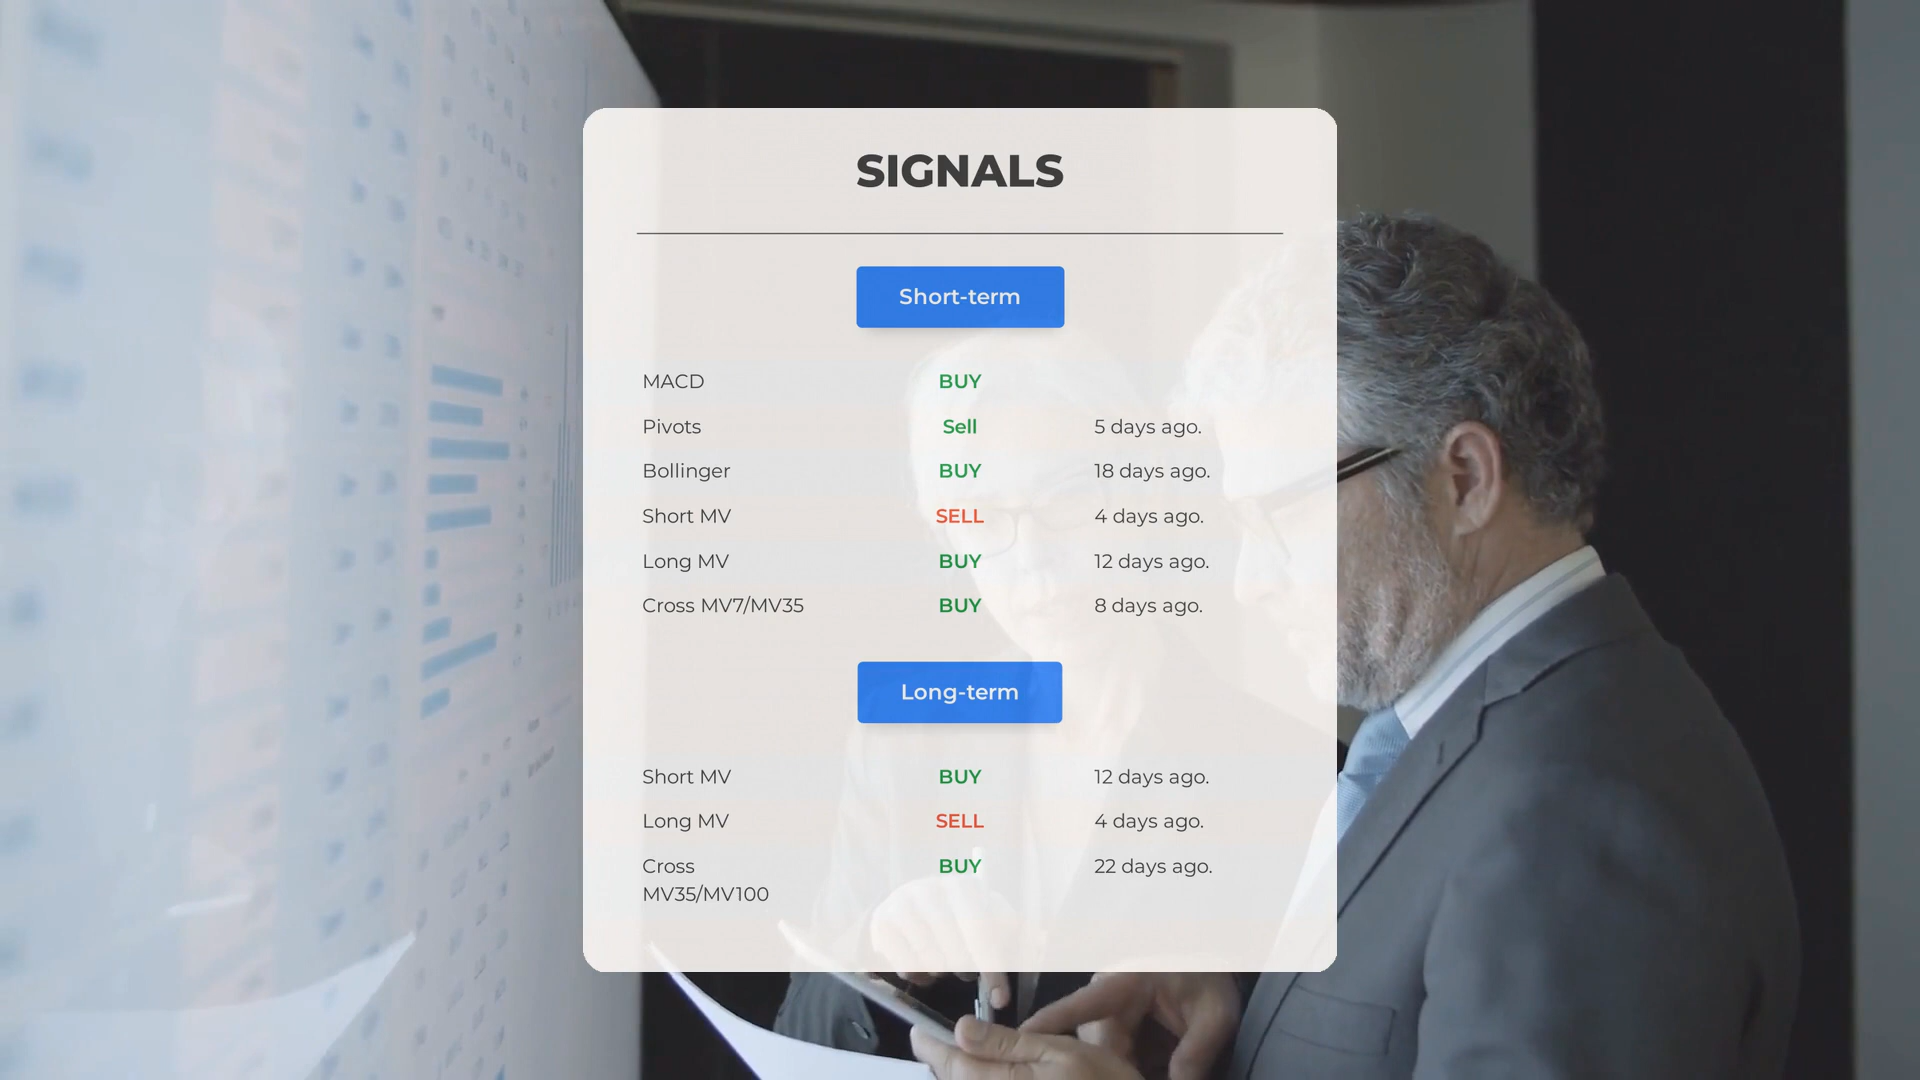 SIGNALS
Short-term
MACD BUY
Pivots Sell 5 days ago.
Bollinger BUY 18 days ago.
Short MV SELL 4 days ago.
Long MV BUY 12 days ago.
Cross MV7/MV35 BUY 8 days ago.
Long-term
Short MV BUY 12 days ago.
Long MV SELL 4 days ago.
Cross BUY 22 days ago.
MV35/MV100